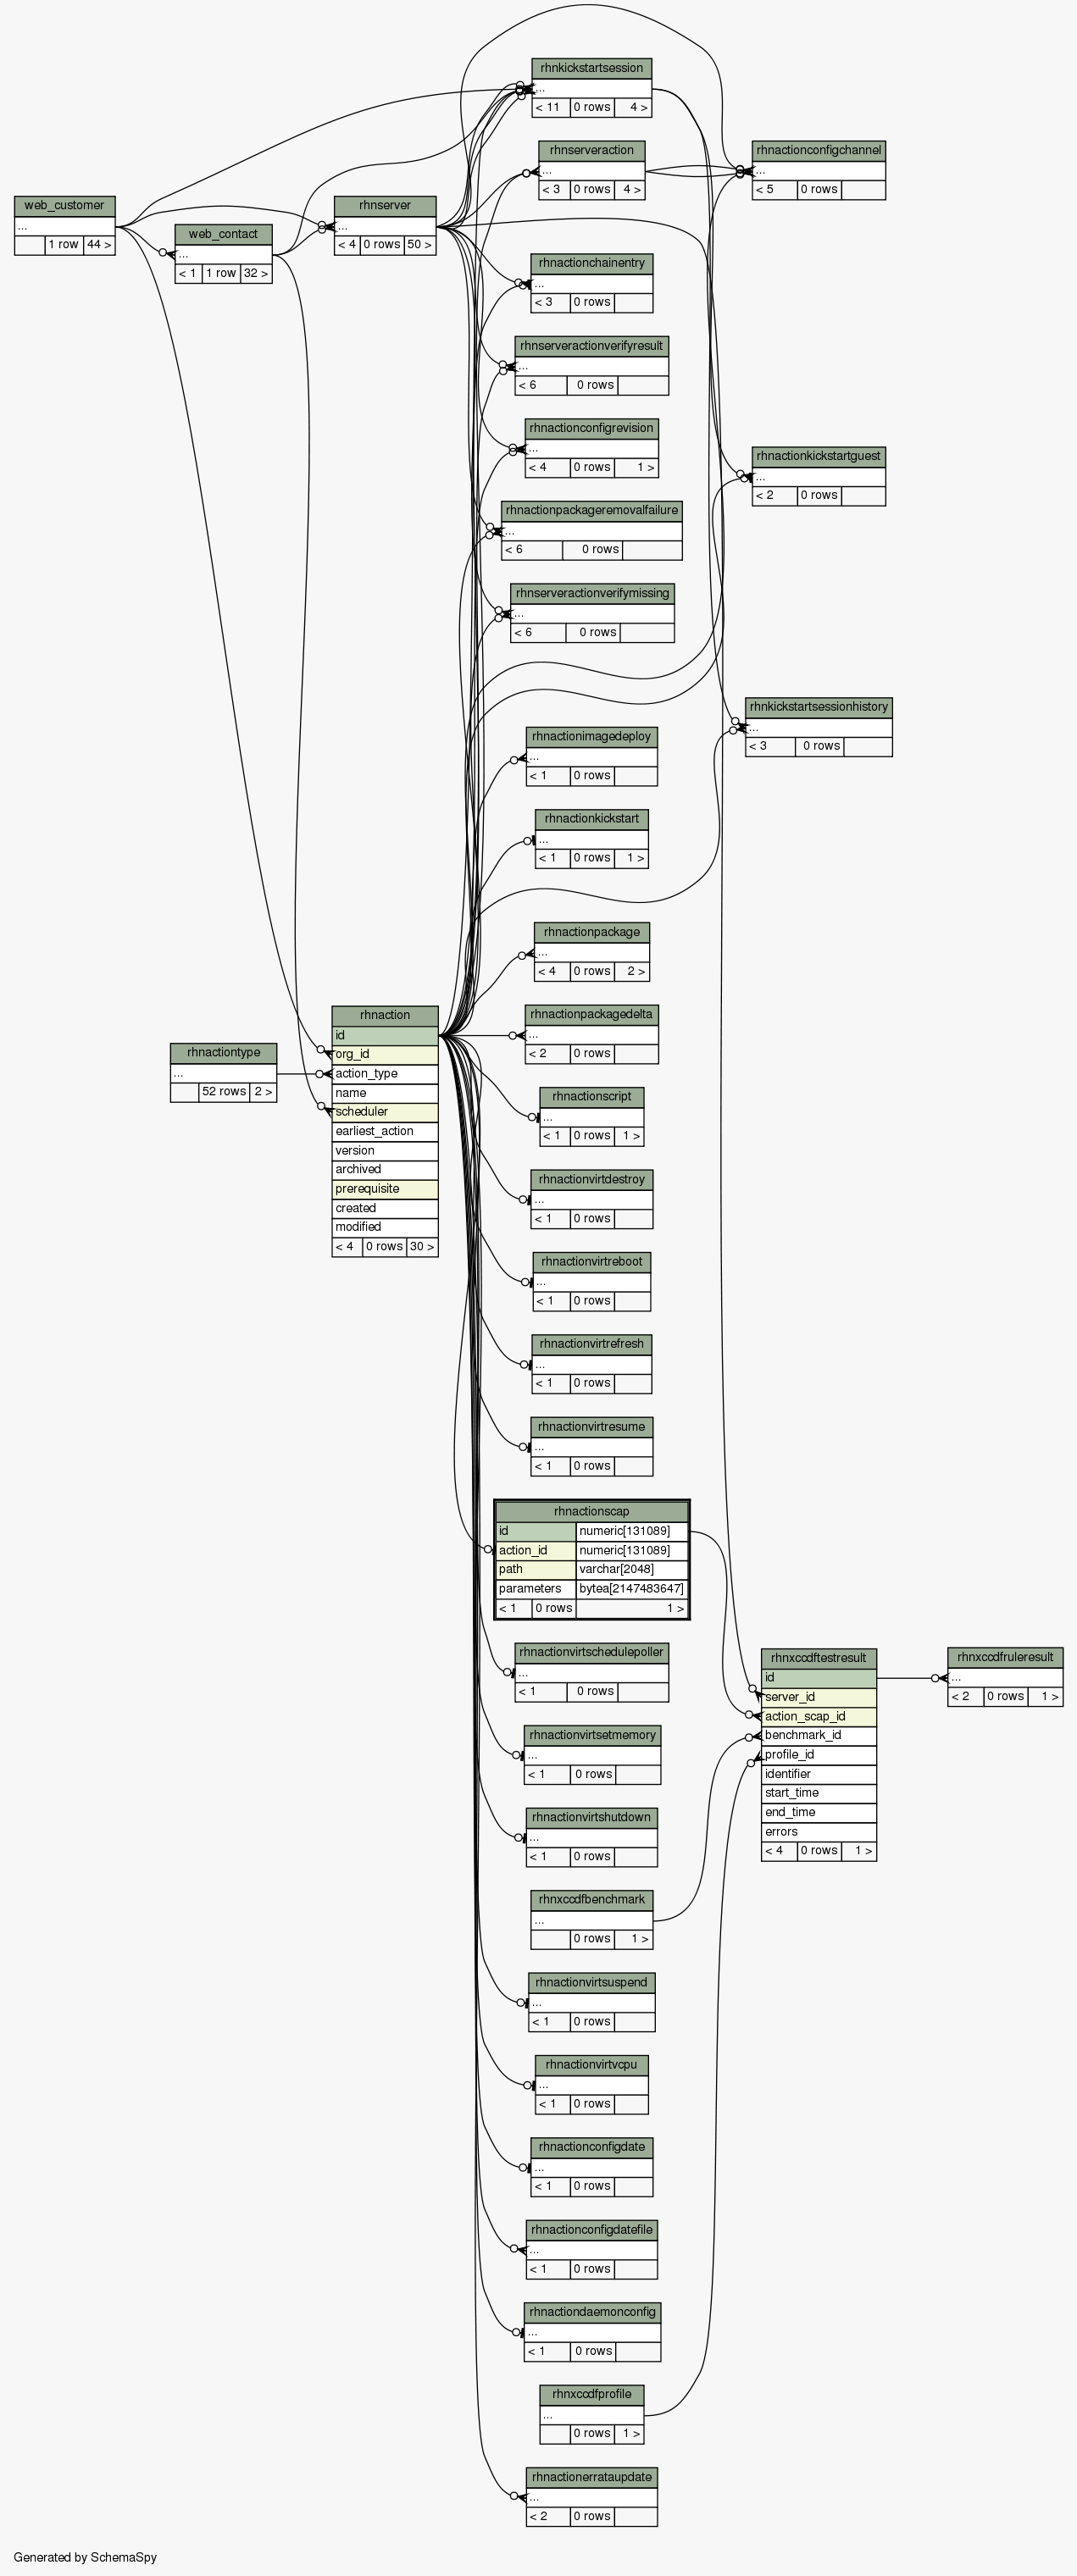 rhnkickstartsession
...
< 11 0 rows 4 >
rhnserveraction
...
< 3 0 rows 4 >
rhnactionconfigchannel
...
< 5 0 rows
web_customer
...
1 row 44 >
rhnserver
...
< 4 0 rows 50 >
web_contact
...
< 1 1 row 32 >
rhnactionchainentry
...
< 3 0 rows
rhnserveractionverifyresult
...
< 6 0 rows
rhnactionconfigrevision
...
< 4 0 rows 1 >
rhnactionkickstartguest
...
< 2 0 rows
rhnactionpackageremovalfailure
...
< 6 0 rows
rhnserveractionverifymissing
...
< 6 0 rows
rhnkickstartsessionhistory
...
< 3 0 rows
rhnactionimagedeploy
...
< 1 0 rows
rhnactionkickstart
...
< 1 0 rows 1 >
rhnactionpackage
...
< 4 0 rows 2 >
rhnaction
id
org_id
action_type
name
scheduler
earliest_action
version
archived
prerequisite
created
modified
< 4 0 rows 30 >
rhnactiontype
...
52 rows 2 >
rhnactionpackagedelta
...
< 2 0 rows
rhnactionscript
...
< 1 0 rows 1 >
rhnactionvirtdestroy
...
< 1 0 rows
rhnactionvirtreboot
...
< 1 0 rows
rhnactionvirtrefresh
...
< 1 0 rows
rhnactionvirtresume
...
< 1 0 rows
rhnactionscap
id numeric[131089]
action_id numeric[131089]
path varchar[2048]
parameters bytea[2147483647]
< 1 0 rows 1 >
rhnactionvirtschedulepoller
...
< 1 0 rows
rhnxccdftestresult
id
server_id
action_scap_id
benchmark_id
profile_id
identifier
start_time
end_time
errors
< 4 0 rows 1 >
rhnxccdfruleresult
...
< 2 0 rows 1 >
rhnactionvirtsetmemory
...
< 1 0 rows
rhnactionvirtshutdown
...
< 1 0 rows
rhnxccdfbenchmark
...
0 rows 1 >
rhnactionvirtsuspend
...
< 1 0 rows
rhnactionvirtvcpu
...
< 1 0 rows
rhnactionconfigdate
...
< 1 0 rows
rhnactionconfigdatefile
...
< 1 0 rows
rhnactiondaemonconfig
...
< 1 0 rows
rhnxccdfprofile
...
0 rows 1 >
rhnactionerrataupdate
...
< 2 0 rows
Generated by SchemaSpy